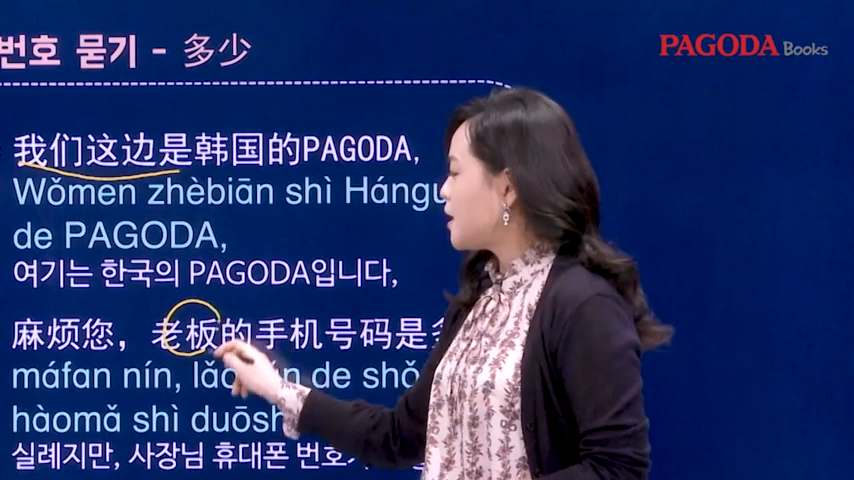 번호 묻기 - 多少
PAGODA Books
我们这边是韩国的PAGODA,
Wǒmen zhèbiān shì Hángu
de PAGODA,
여기는 한국의 PAGODA입니다,
麻烦您，老板的手机号码是
máfan nín, de shǒ
hàomǎ shì duōsh
실례지만, 사장님 휴대폰 번호